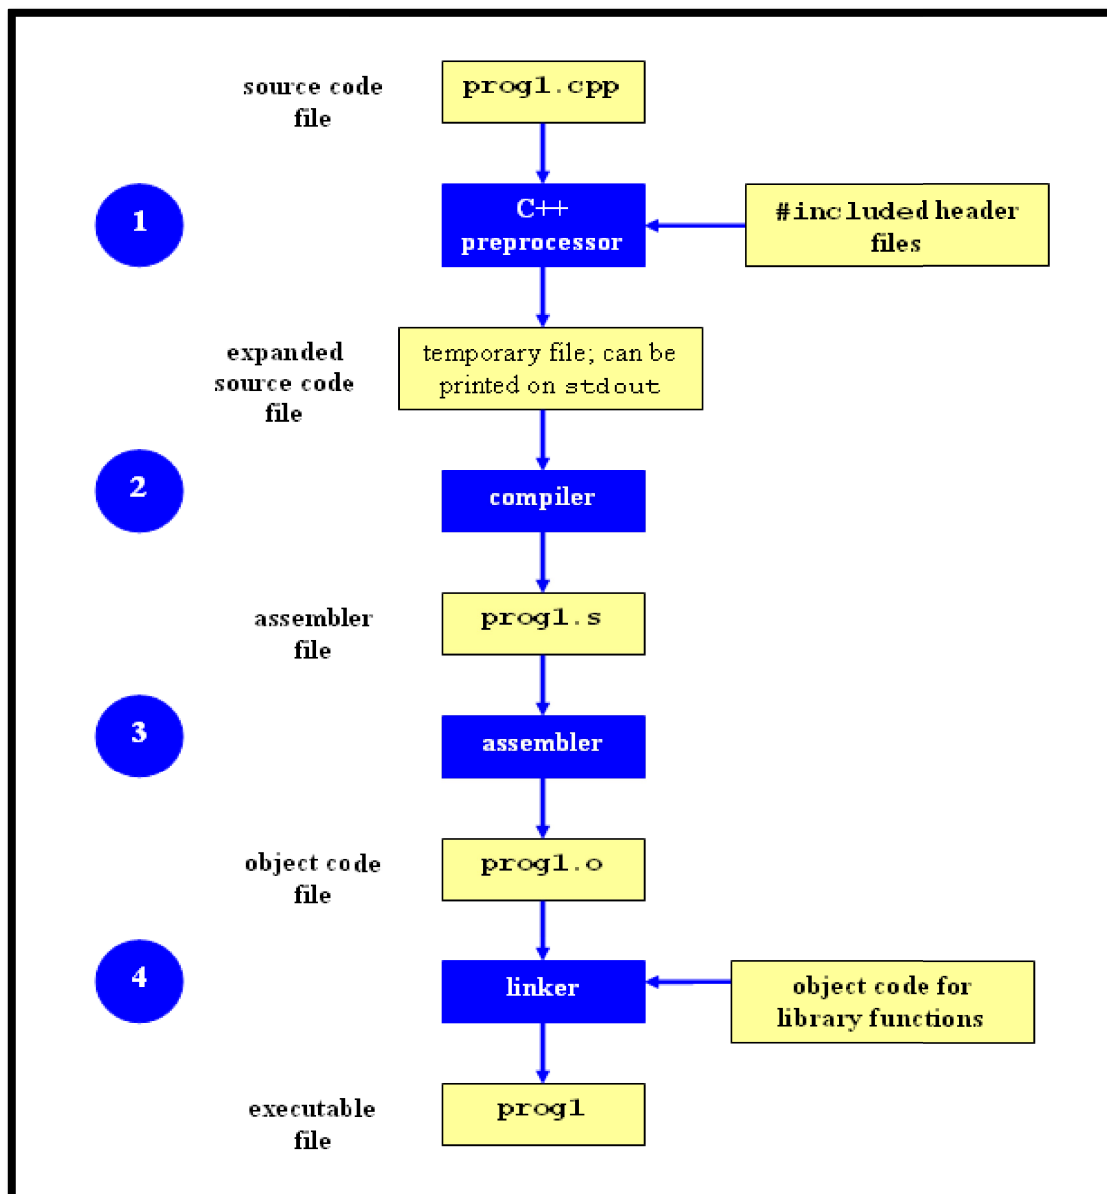 source code
file
prog1.cpp
1
C++
preprocessor
#included header
files
expanded
source code
file
temporary file; can be
printed on stdout
2
compiler
assembler
file
prog1.s
3
assembler
object code
file
prog1.o
4
linker
object code for
library functions
executable
file
prog1